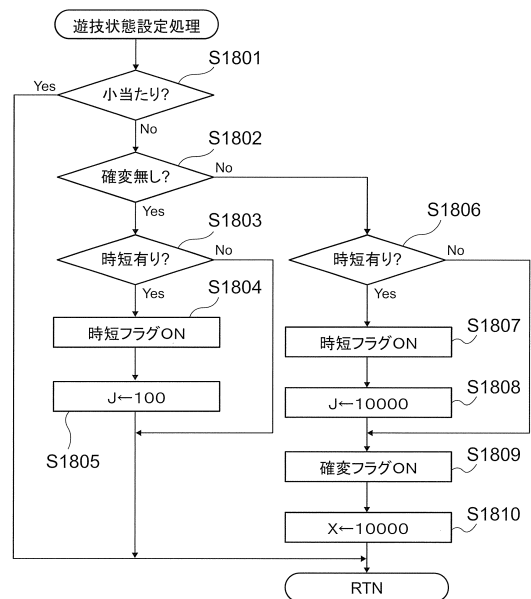 遊技状態設定処理
S1801
Yes
小当たり?
No
S1802
確変無し?
No
Yes
S1803
時短有り?
No
Yes
S1804
時短フラグON
J←100
S1805
S1806
時短有り?
No
Yes
S1807
時短フラグON
S1808
J←10000
S1809
確変フラグON
S1810
X←10000
RTN